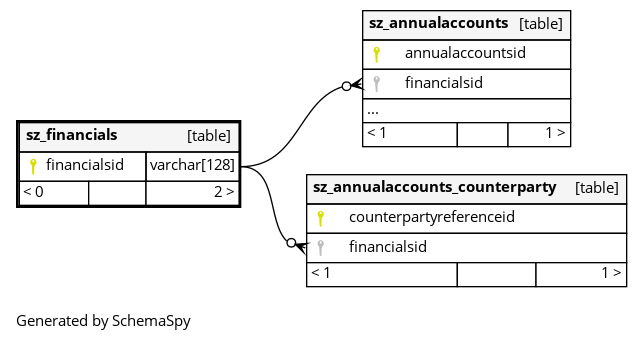 sz_annualaccounts [table]
annualaccountsid
financialsid
...
< 1 1 >
sz_financials [table]
financialsid varchar[128]
< 0 2 >
sz_annualaccounts_counterparty [table]
counterpartyreferenceid
financialsid
< 1 1 >
Generated by SchemaSpy